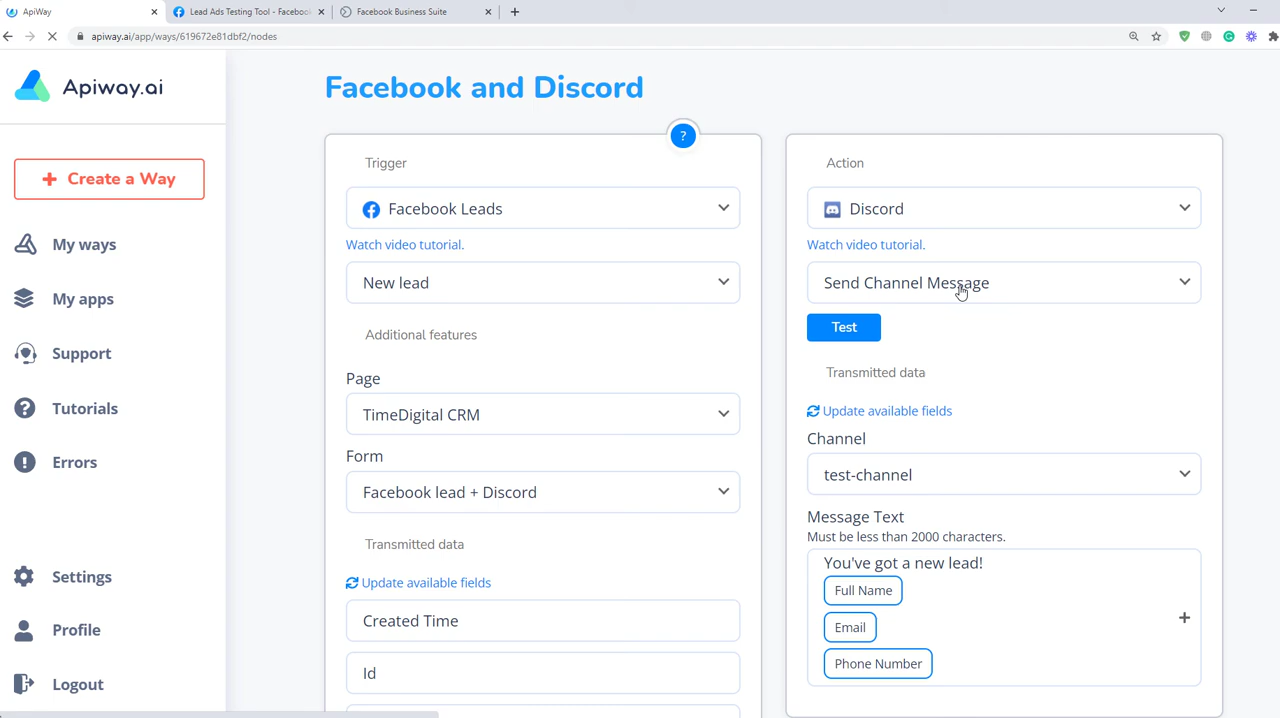 ApiWay
Lead Ads Testing Tool - Facebook
Facebook Business Suite
apiway.ai/app/ways/619672e81dbf2/nodes
Apiway.ai
Create a Way
My ways
My apps
Support
Tutorials
Errors
Settings
Profile
Logout
Facebook and Discord
?
Trigger
Facebook Leads
Watch video tutorial.
New lead
Additional features
Page
TimeDigital CRM
Form
Facebook lead + Discord
Transmitted data
Update available fields
Created Time
Id
Action
Discord
Watch video tutorial.
Send Channel Message
Test
Transmitted data
Update available fields
Channel
test-channel
Message Text
Must be less than 2000 characters.
You've got a new lead!
Full Name
Email
Phone Number